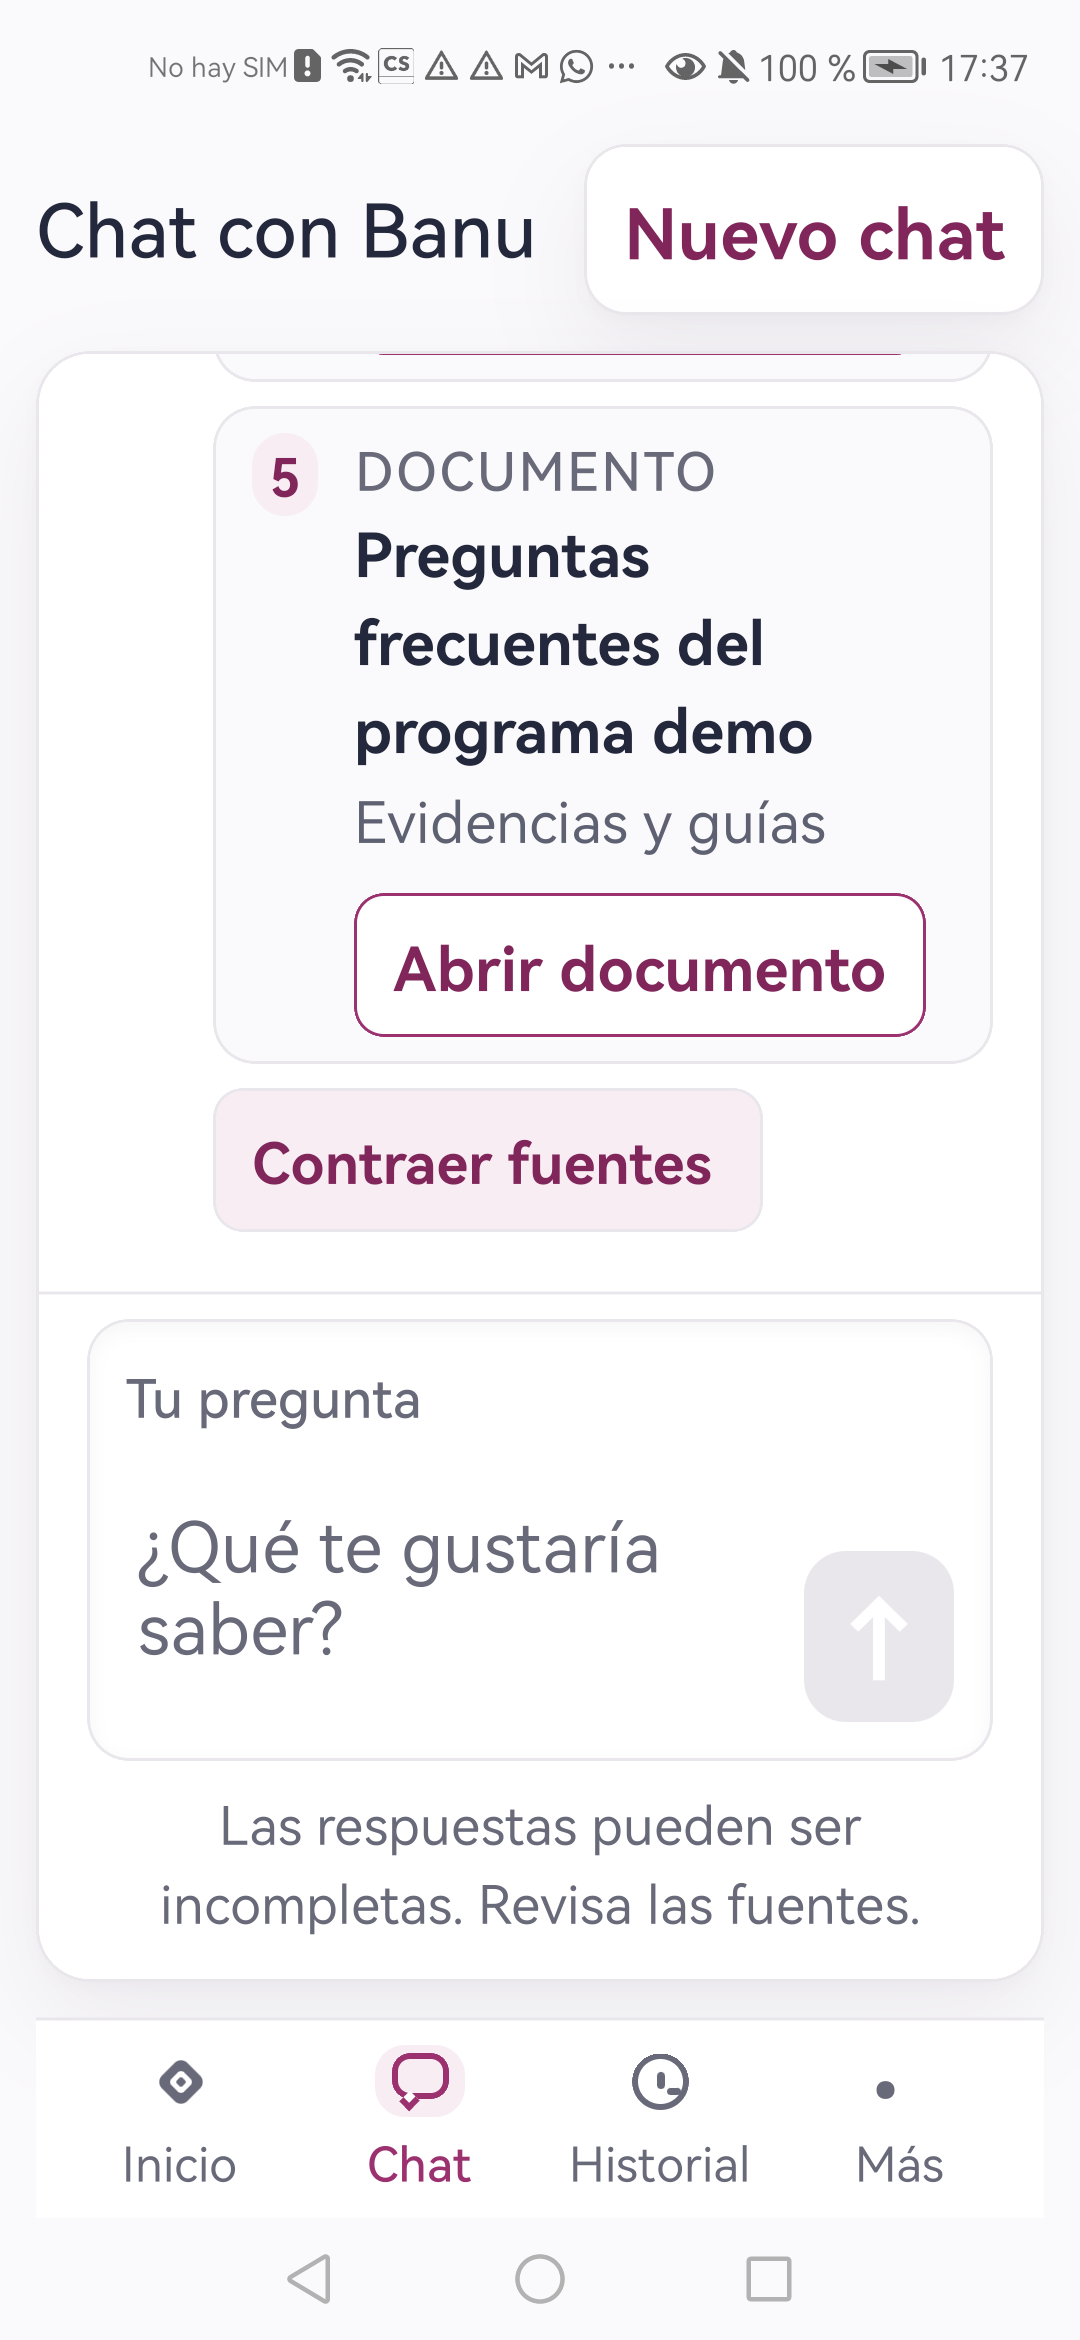 No hay SIM CS 100 % 17:37
Chat con Banu
Nuevo chat
5
DOCUMENTO
Preguntas
frecuentes del
programa demo
Evidencias y guías
Abrir documento
Contraer fuentes
Tu pregunta
¿Qué te gustaría
saber?
Las respuestas pueden ser
incompletas. Revisa las fuentes.
Inicio
Chat
Historial
Más